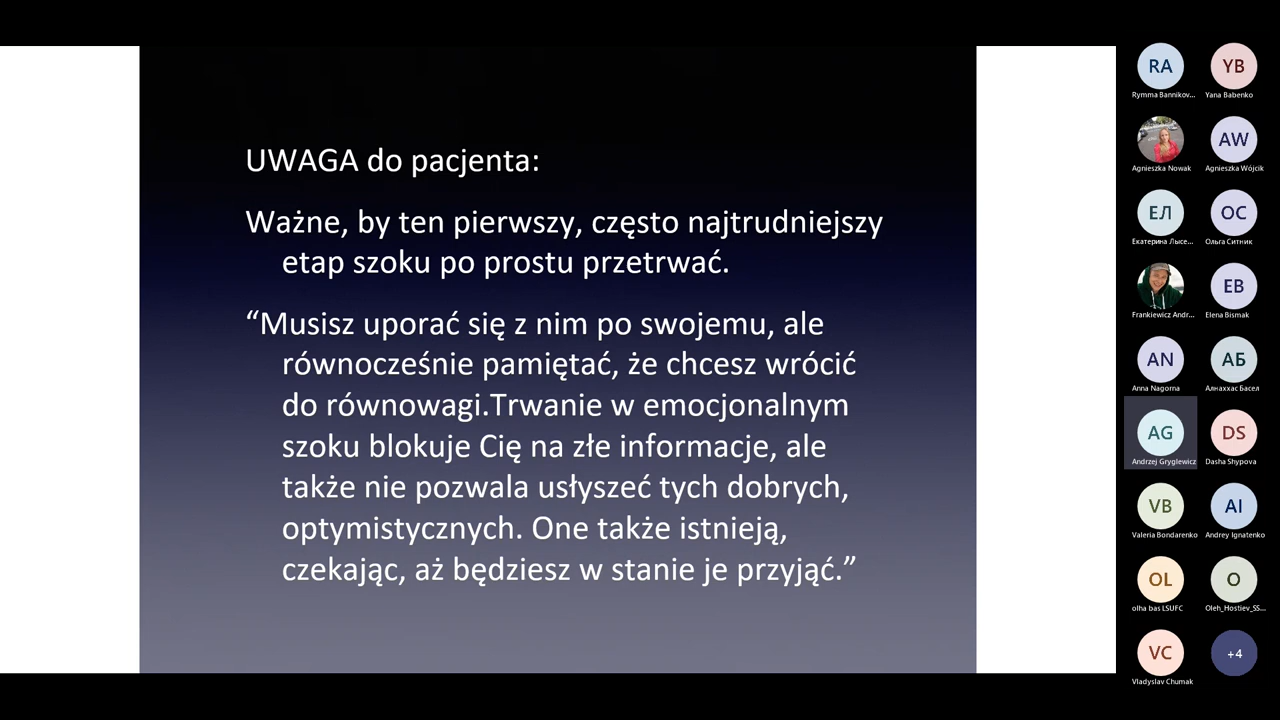 UWAGA do pacjenta:
Ważne, by ten pierwszy, często najtrudniejszy
etap szoku po prostu przetrwać.
“Musisz uporać się z nim po swojemu, ale
równocześnie pamiętać, że chcesz wrócić
do równowagi.Trwanie w emocjonalnym
szoku blokuje Cię na złe informacje, ale
także nie pozwala usłyszeć tych dobrych,
optymistycznych. One także istnieją,
czekając, aż będziesz w stanie je przyjąć.”
RA YB
Rymma Bannikov... Yana Babenko
AW
Agnieszka Nowak Agnieszka Wójcik
ЕЛ ОС
Екатерина Лысе... Ольга Ситник
EB
Frankiewicz Andr... Elena Bismak
AN АБ
Anna Nagorna Алнаххас Басел
AG DS
Andrzej Gryglewicz Dasha Shypova
VB AI
Valeria Bondarenko Andrey Ignatenko
OL O
olha bas LSUFC Oleh_Hostiev_SS...
VC +4
Vladyslav Chumak